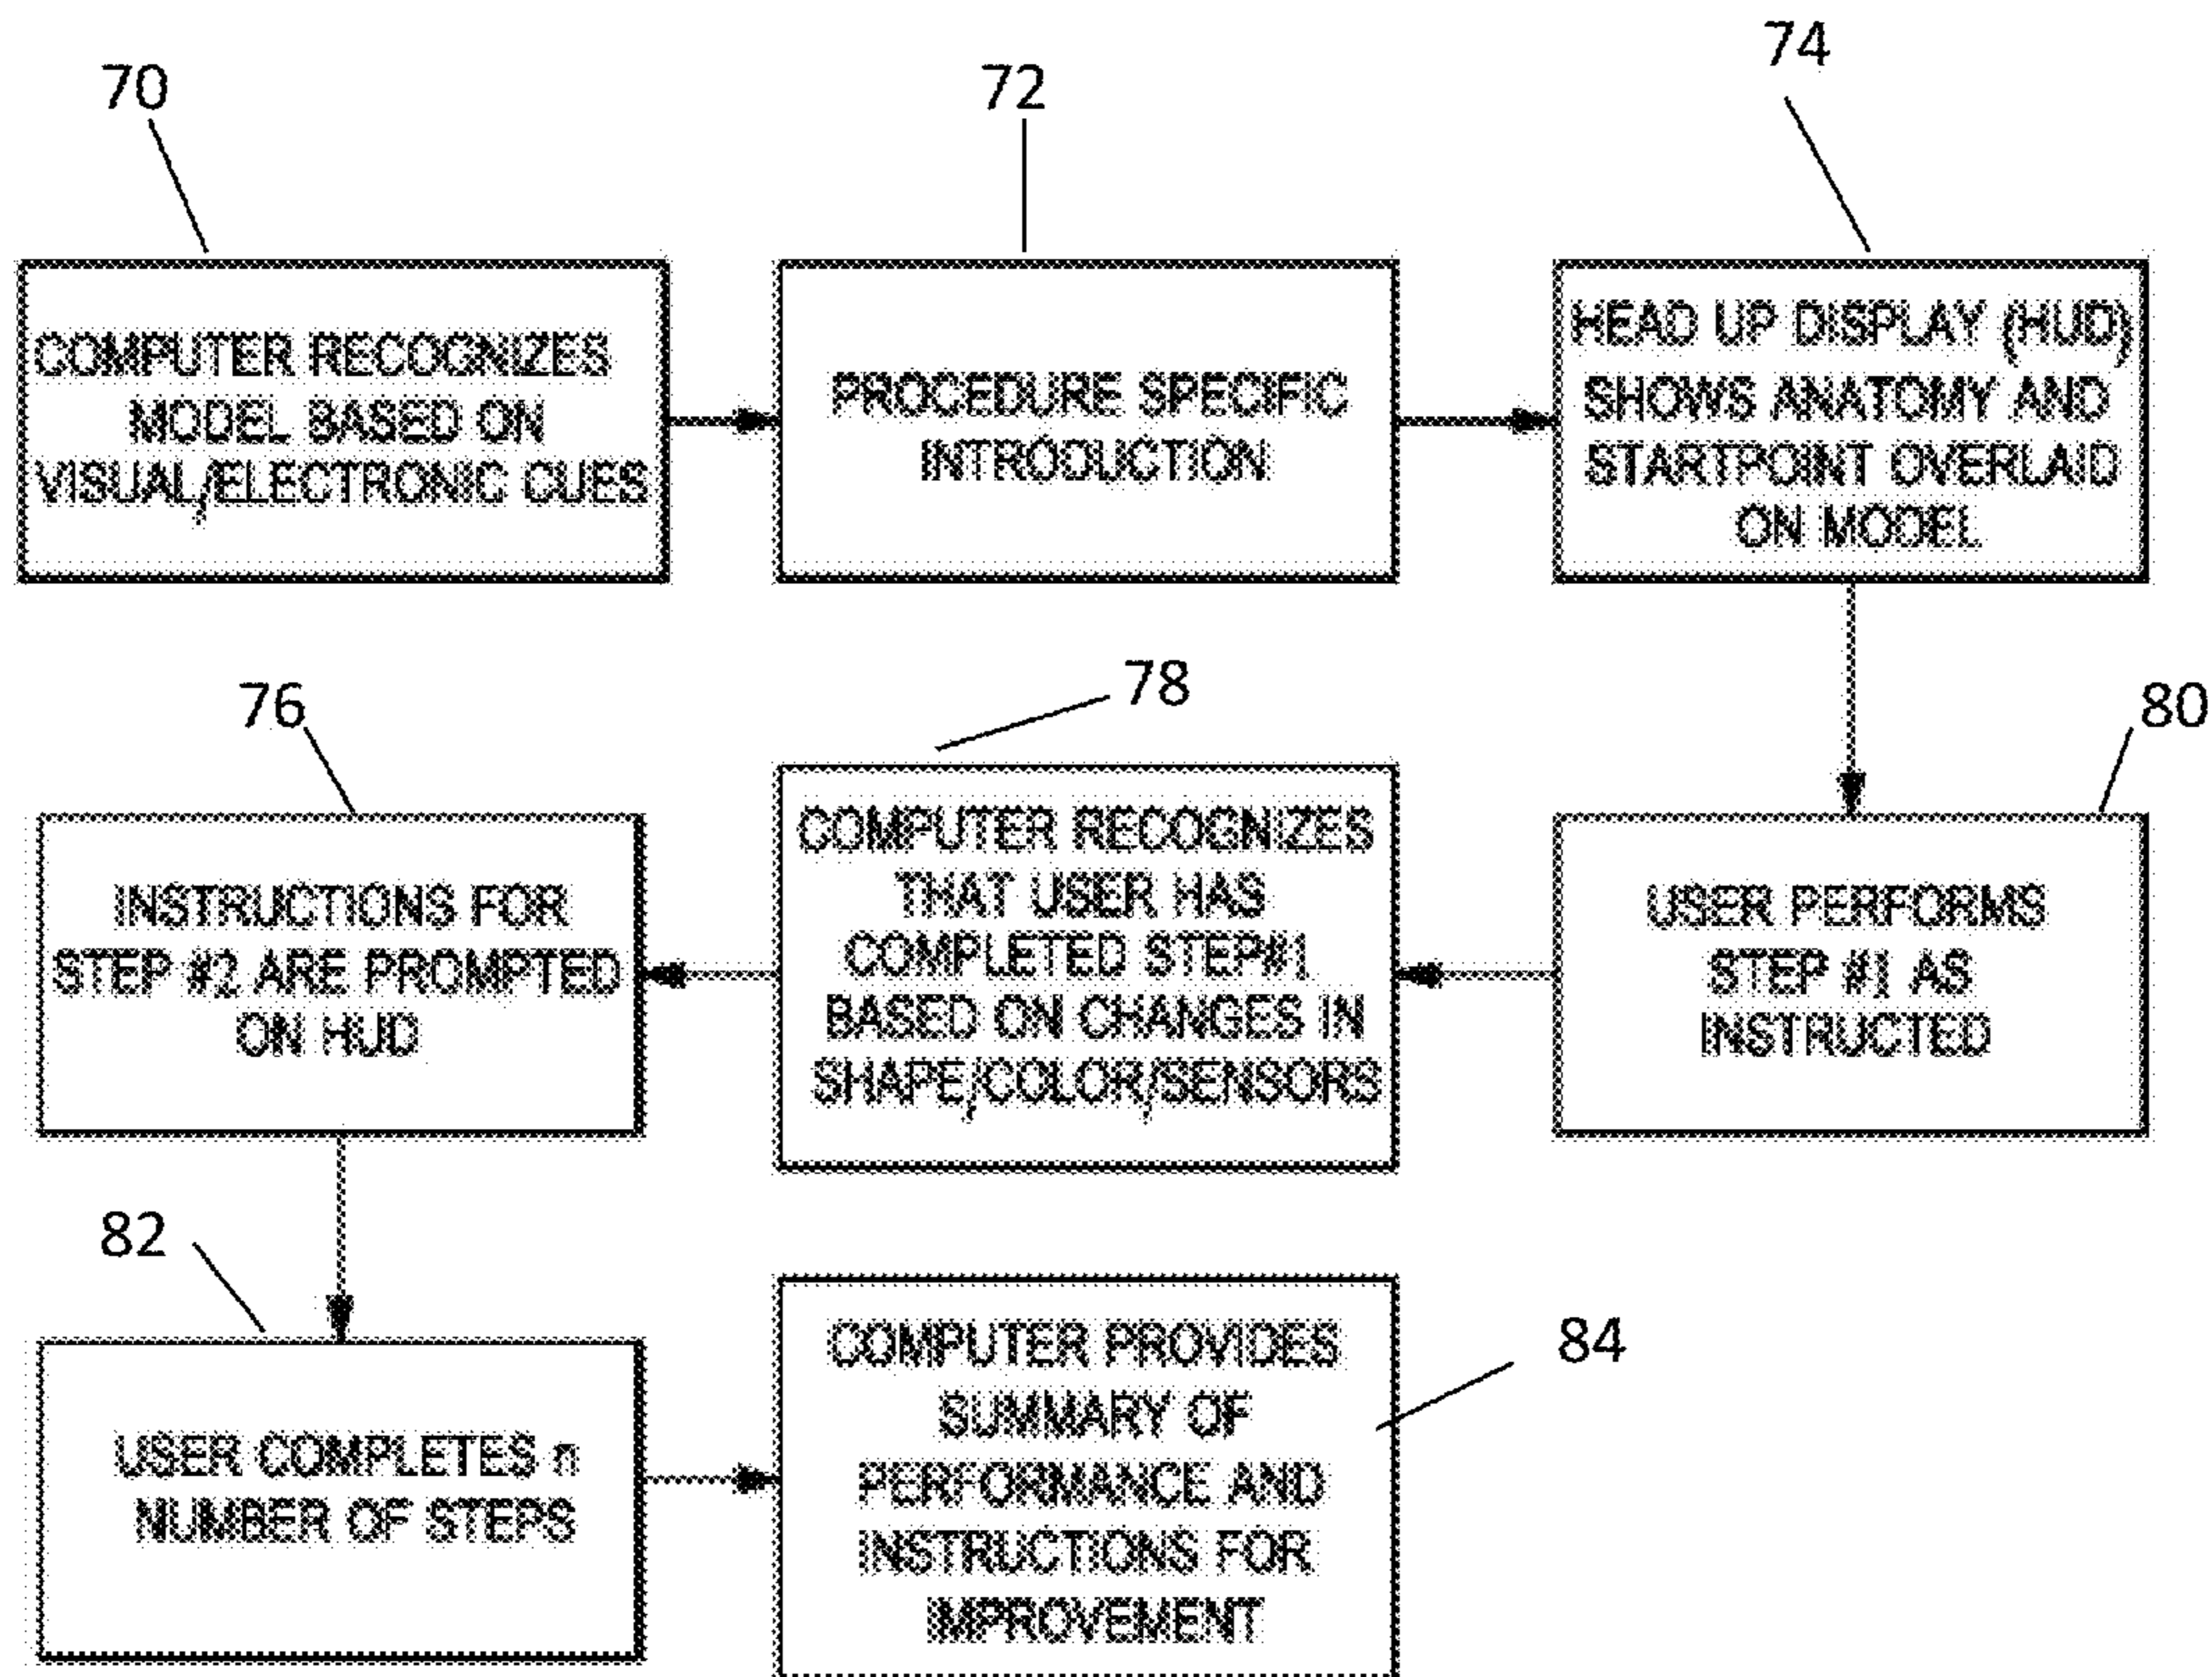 70
72
74
COMPUTER RECOGNIZES
MODEL BASED ON
VISUAL/ELECTRONIC CUES
PROCEDURE SPECIFIC
INTRODUCTION
HEAD UP DISPLAY (HUD)
SHOWS ANATOMY AND
STARTPOINT OVERLAID
ON MODEL
76
78
80
INSTRUCTIONS FOR
STEP #2 ARE PROMPTED
ON HUD
COMPUTER RECOGNIZES
THAT USER HAS
COMPLETED STEP#1
BASED ON CHANGES IN
SHAPE/COLOR/SENSORS
USER PERFORMS
STEP #1 AS
INSTRUCTED
82
84
USER COMPLETES n
NUMBER OF STEPS
COMPUTER PROVIDES
SUMMARY OF
PERFORMANCE AND
INSTRUCTIONS FOR
IMPROVEMENT